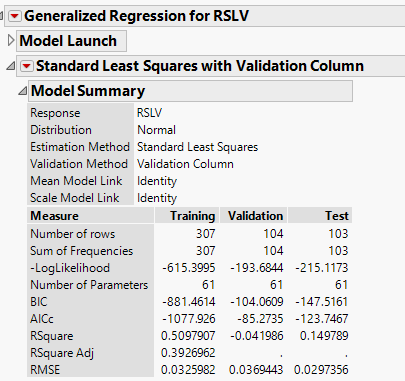 Generalized Regression for RSLV
Model Launch
Standard Least Squares with Validation Column
Model Summary
Response RSLV
Distribution Normal
Estimation Method Standard Least Squares
Validation Method Validation Column
Mean Model Link Identity
Scale Model Link Identity
Measure Training Validation Test
Number of rows 307 104 103
Sum of Frequencies 307 104 103
-LogLikelihood -615.3995 -193.6844 -215.1173
Number of Parameters 61 61 61
BIC -881.4614 -104.0609 -147.5161
AICc -1077.926 -85.2735 -123.7467
RSquare 0.5097907 -0.041986 0.149789
RSquare Adj 0.3926962 . .
RMSE 0.0325982 0.0369443 0.0297356